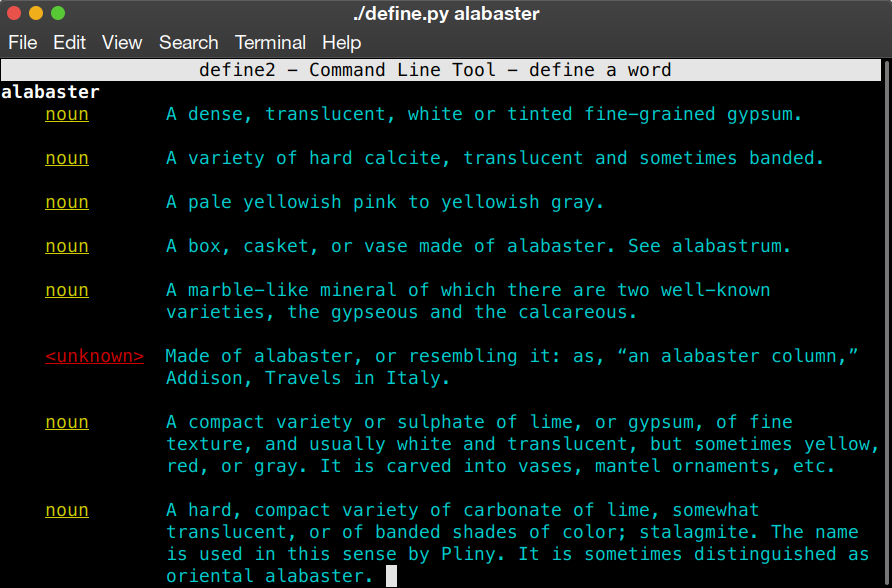 ./define.py alabaster
File Edit View Search Terminal Help
define2 – Command Line Tool – define a word
alabaster
noun A dense, translucent, white or tinted fine–grained gypsum.
noun A variety of hard calcite, translucent and sometimes banded.
noun A pale yellowish pink to yellowish gray.
noun A box, casket, or vase made of alabaster. See alabastrum.
noun A marble–like mineral of which there are two well–known
varieties, the gypseous and the calcareous.
<unknown> Made of alabaster, or resembling it: as, “an alabaster column,”
Addison, Travels in Italy.
noun A compact variety or sulphate of lime, or gypsum, of fine
texture, and usually white and translucent, but sometimes yellow,
red, or gray. It is carved into vases, mantel ornaments, etc.
noun A hard, compact variety of carbonate of lime, somewhat
translucent, or of banded shades of color; stalagmite. The name
is used in this sense by Pliny. It is sometimes distinguished as
oriental alabaster.